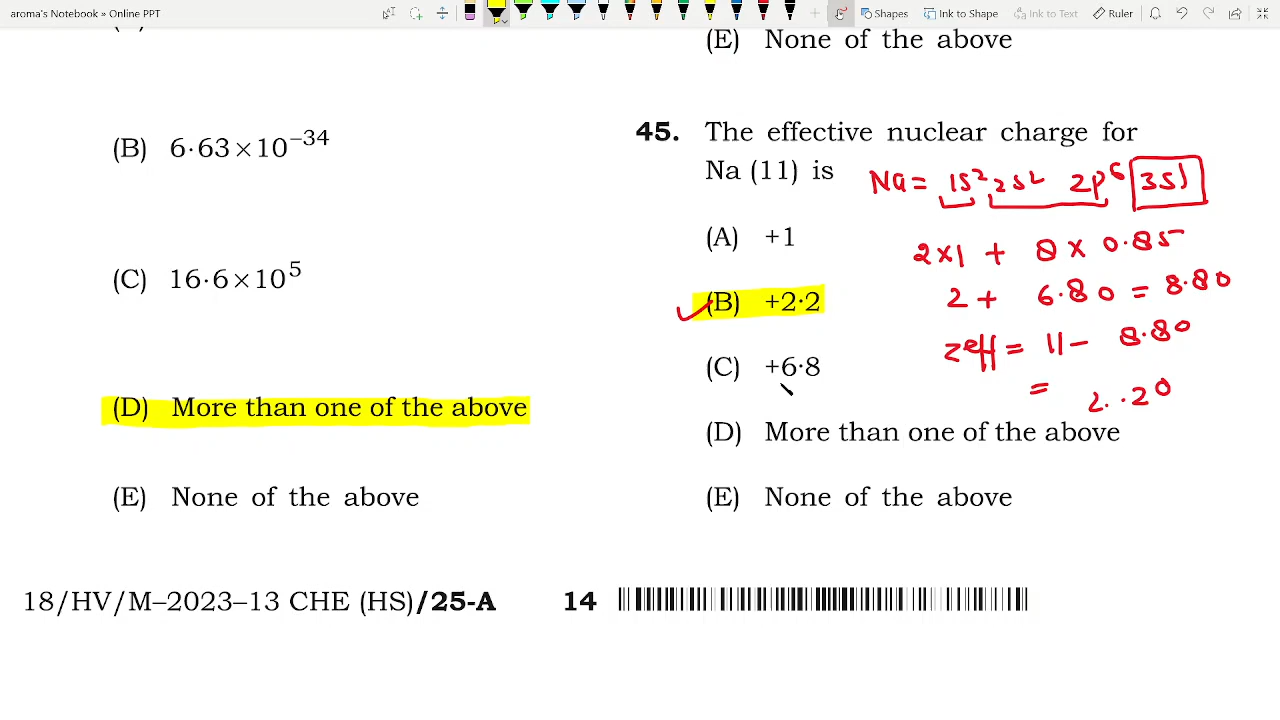 aroma's Notebook » Online PPT
Shapes
Ink to Shape
Ink to Text
Ruler
(B) 6·63×10⁻³⁴
(C) 16·6×10⁵
(D) More than one of the above
(E) None of the above
(E) None of the above
45. The effective nuclear charge for
Na (11) is
Na = 1s² 2s² 2p⁶ 3s1
(A) +1
2×1 + 8 × 0.85
(B) +2·2
2 + 6.80 = 8.80
Zeff = 11 - 8.80
(C) +6·8
= 2.20
(D) More than one of the above
(E) None of the above
18/HV/M–2023–13 CHE (HS)/25-A 14